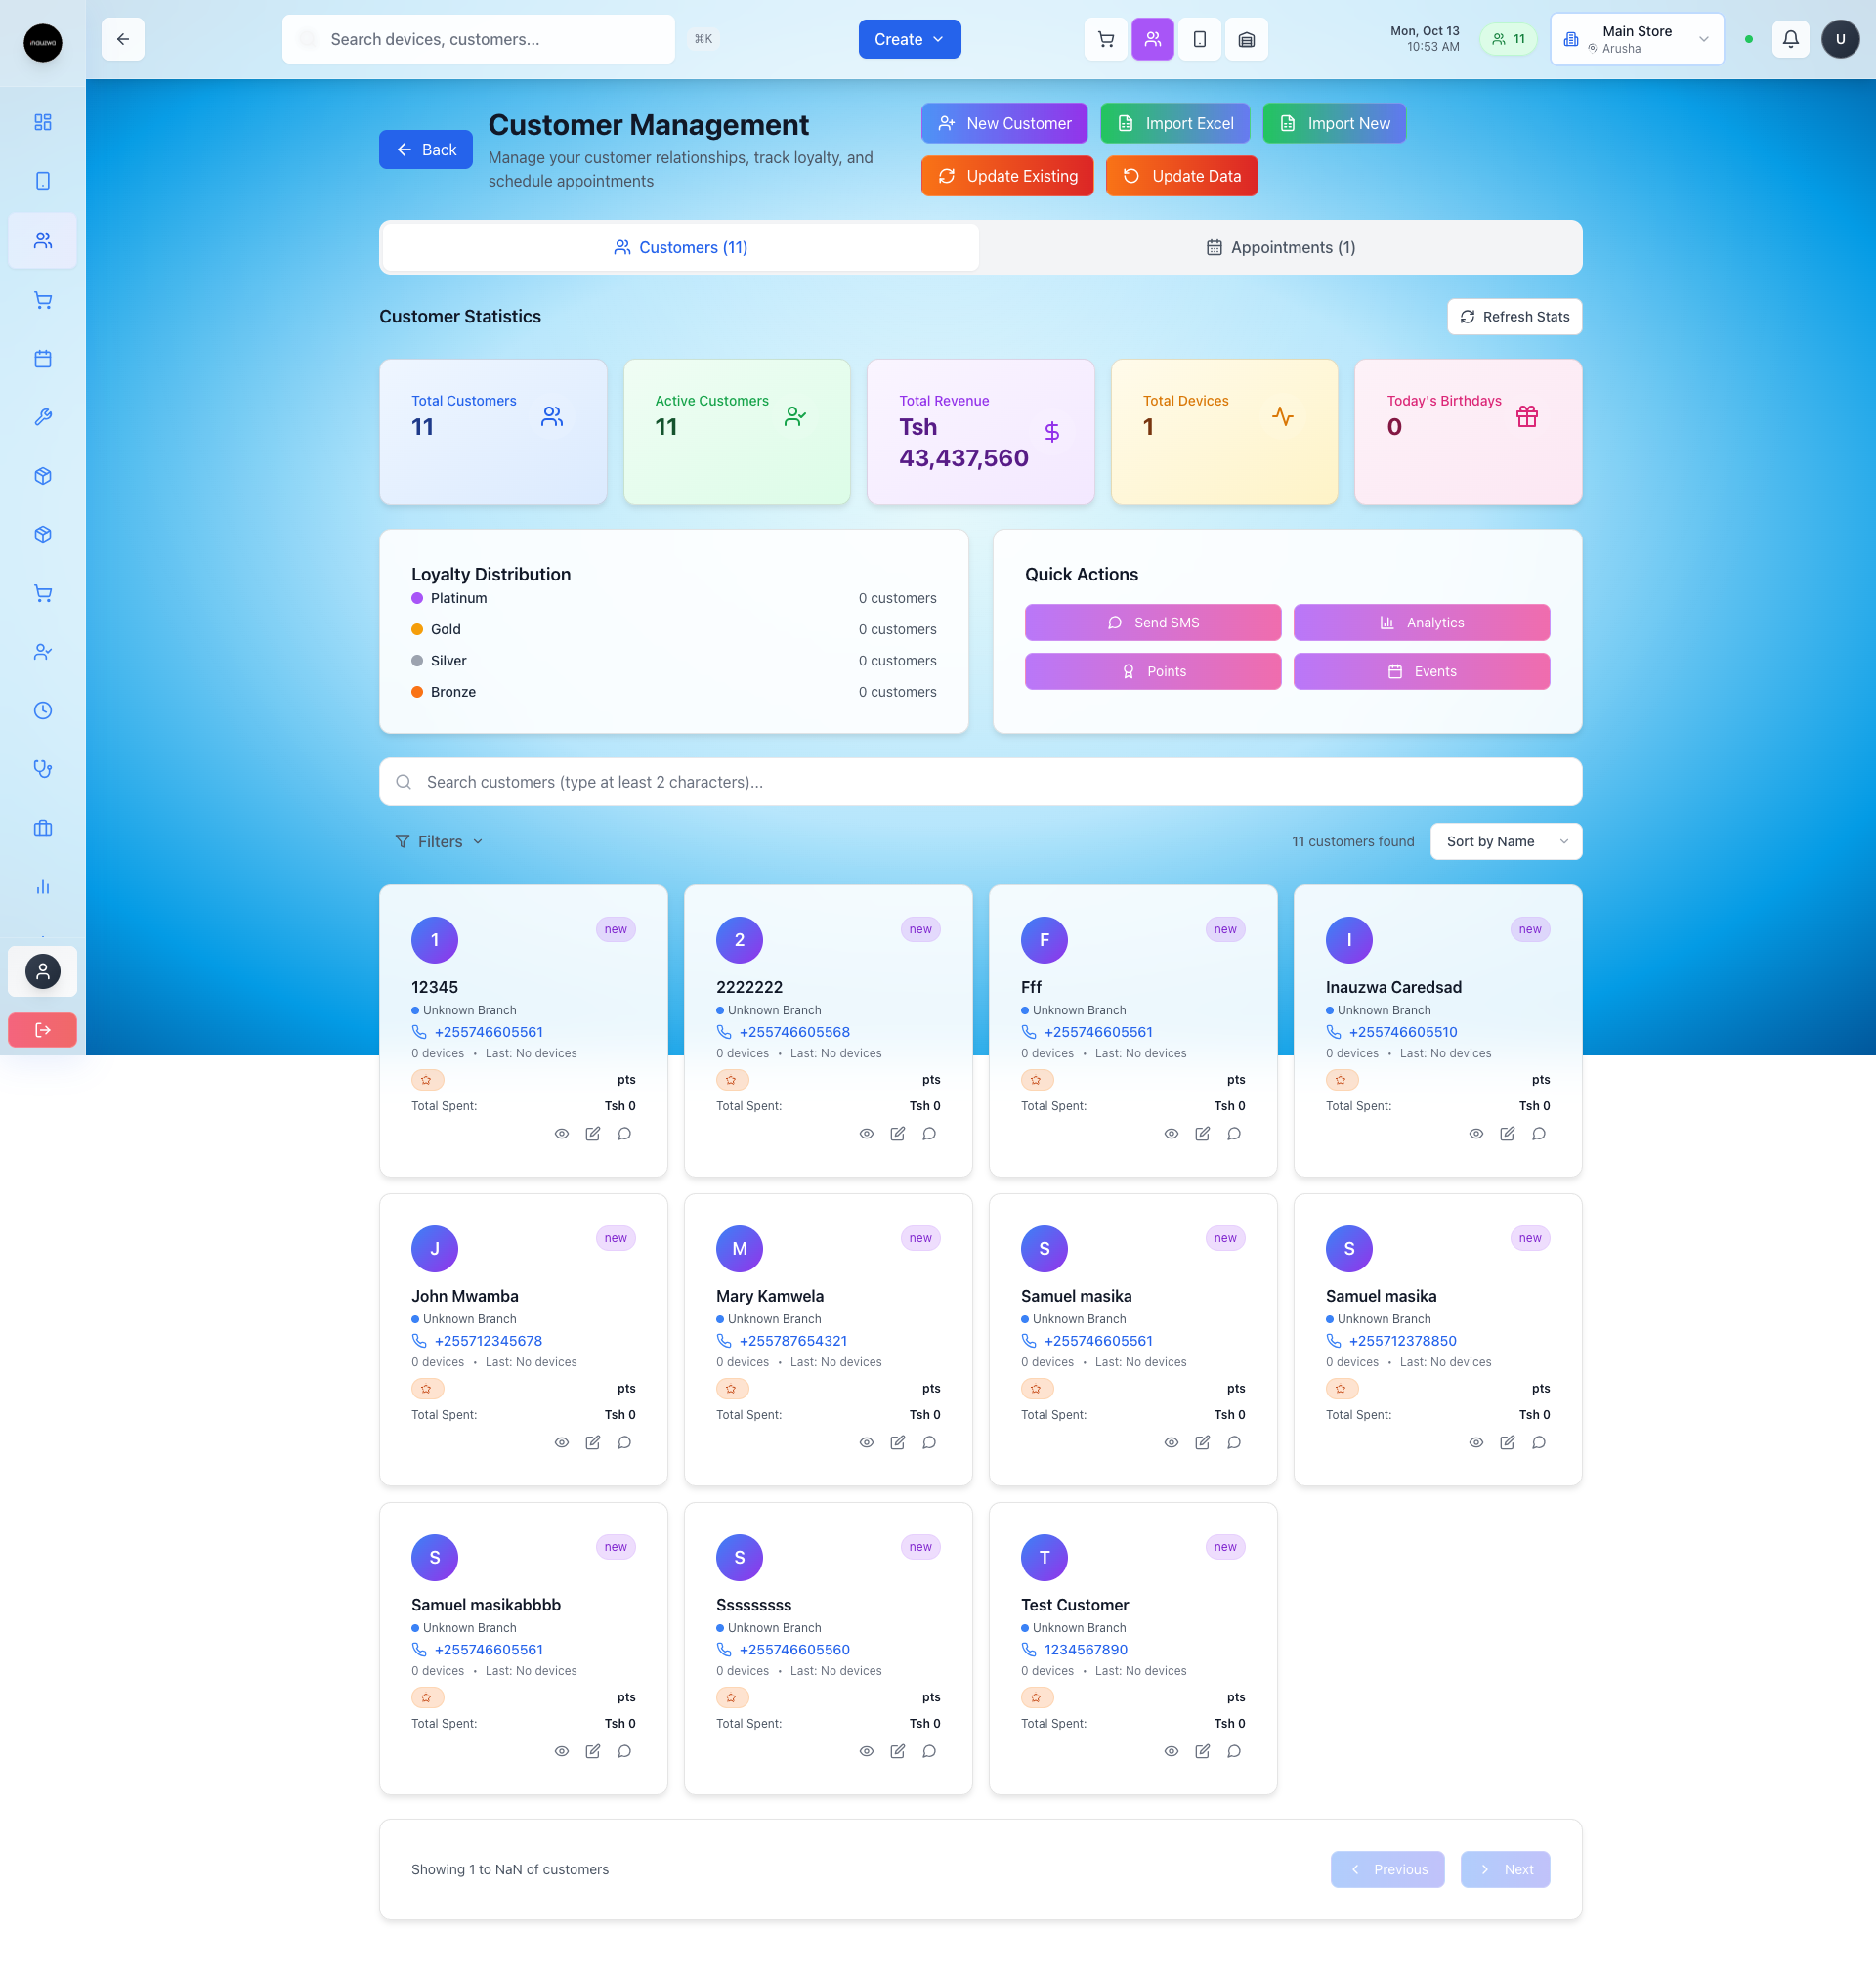 inauzwa
Search devices, customers...
⌘K
Create
Mon, Oct 13
10:53 AM
11
Main Store
Arusha
U
Back
Customer Management
Manage your customer relationships, track loyalty, and
schedule appointments
New Customer
Import Excel
Import New
Update Existing
Update Data
Customers (11)
Appointments (1)
Customer Statistics
Refresh Stats
Total Customers
11
Active Customers
11
Total Revenue
Tsh
43,437,560
Total Devices
1
Today's Birthdays
0
Loyalty Distribution
Platinum 0 customers
Gold 0 customers
Silver 0 customers
Bronze 0 customers
Quick Actions
Send SMS
Analytics
Points
Events
Search customers (type at least 2 characters)...
Filters
11 customers found
Sort by Name
1
new
12345
Unknown Branch
+255746605561
0 devices • Last: No devices
pts
Total Spent: Tsh 0
2
new
2222222
Unknown Branch
+255746605568
0 devices • Last: No devices
pts
Total Spent: Tsh 0
F
new
Fff
Unknown Branch
+255746605561
0 devices • Last: No devices
pts
Total Spent: Tsh 0
I
new
Inauzwa Caredsad
Unknown Branch
+255746605510
0 devices • Last: No devices
pts
Total Spent: Tsh 0
J
new
John Mwamba
Unknown Branch
+255712345678
0 devices • Last: No devices
pts
Total Spent: Tsh 0
M
new
Mary Kamwela
Unknown Branch
+255787654321
0 devices • Last: No devices
pts
Total Spent: Tsh 0
S
new
Samuel masika
Unknown Branch
+255746605561
0 devices • Last: No devices
pts
Total Spent: Tsh 0
S
new
Samuel masika
Unknown Branch
+255712378850
0 devices • Last: No devices
pts
Total Spent: Tsh 0
S
new
Samuel masikabbbb
Unknown Branch
+255746605561
0 devices • Last: No devices
pts
Total Spent: Tsh 0
S
new
Sssssssss
Unknown Branch
+255746605560
0 devices • Last: No devices
pts
Total Spent: Tsh 0
T
new
Test Customer
Unknown Branch
1234567890
0 devices • Last: No devices
pts
Total Spent: Tsh 0
Showing 1 to NaN of customers
Previous
Next